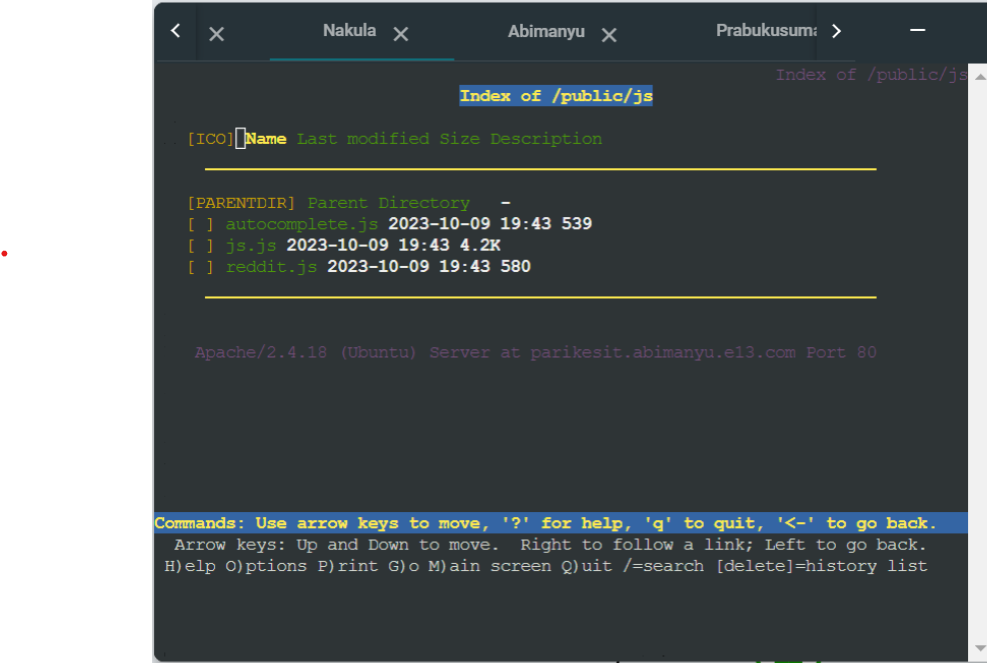 Nakula Abimanyu Prabukusuma
Index of /public/js
Index of /public/js
[ICO] Name Last modified Size Description
[PARENTDIR] Parent Directory -
[ ] autocomplete.js 2023-10-09 19:43 539
[ ] js.js 2023-10-09 19:43 4.2K
[ ] reddit.js 2023-10-09 19:43 580
Apache/2.4.18 (Ubuntu) Server at parikesit.abimanyu.e13.com Port 80
Commands: Use arrow keys to move, '?' for help, 'q' to quit, '<-' to go back.
Arrow keys: Up and Down to move. Right to follow a link; Left to go back.
H)elp O)ptions P)rint G)o M)ain screen Q)uit /=search [delete]=history list